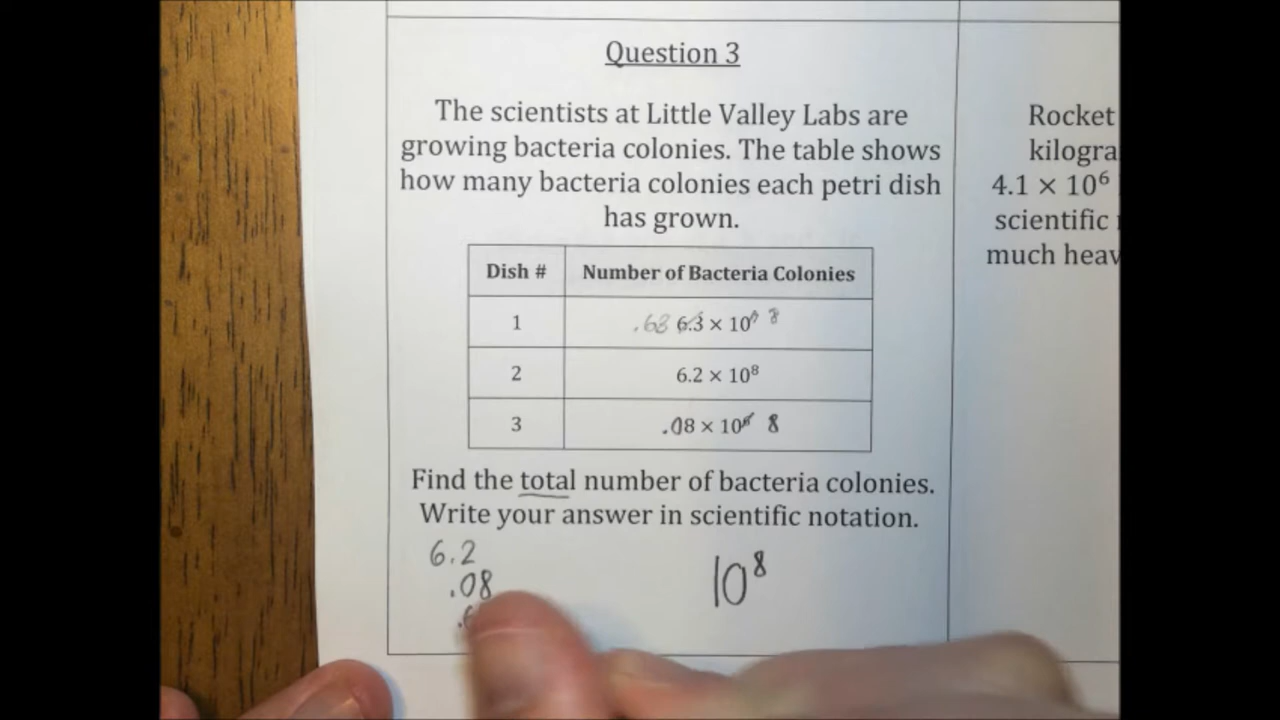 Question 3
The scientists at Little Valley Labs are
growing bacteria colonies. The table shows
how many bacteria colonies each petri dish
has grown.
Dish # Number of Bacteria Colonies
1 .63 6.3 × 10⁷ 8
2 6.2 × 10⁸
3 .08 × 10 8
Find the total number of bacteria colonies.
Write your answer in scientific notation.
6.2
.08
.6
10⁸
Rocket
kilogra
4.1 × 10⁶
scientific
much heav